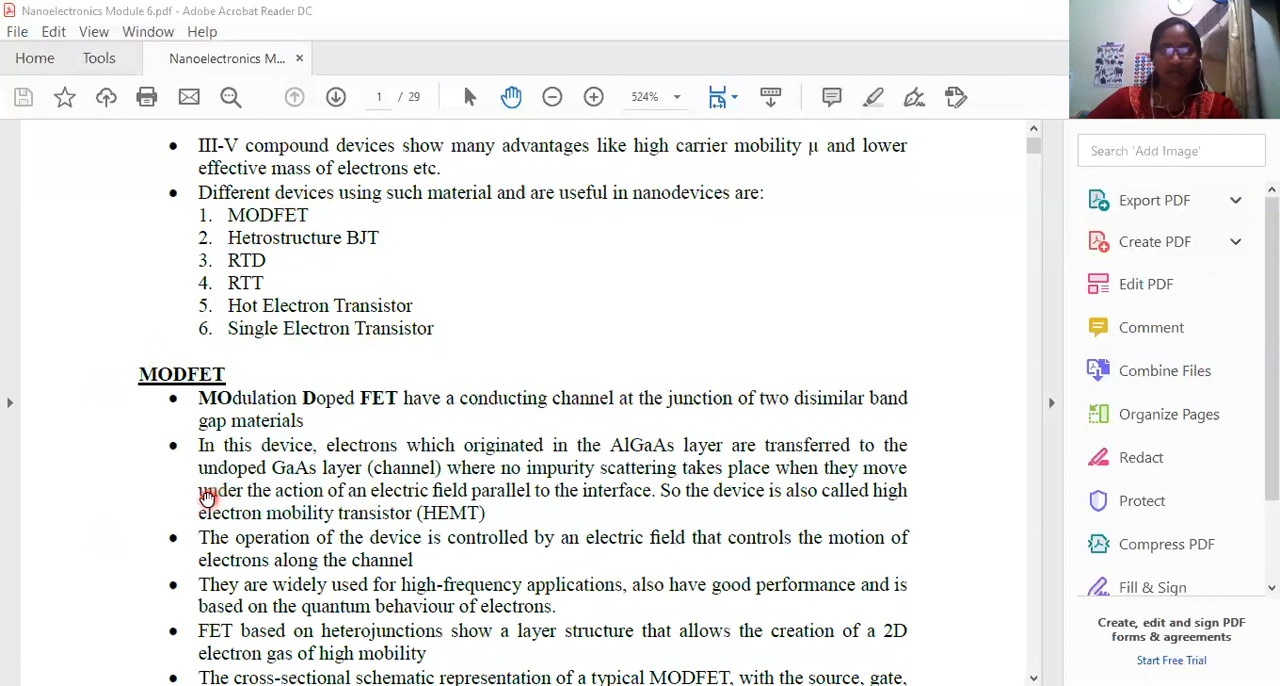 Nanoelectronics Module 6.pdf - Adobe Acrobat Reader DC
File Edit View Window Help
Home Tools Nanoelectronics M... ×
1 / 29 524%
• III-V compound devices show many advantages like high carrier mobility μ and lower
effective mass of electrons etc.
• Different devices using such material and are useful in nanodevices are:
1. MODFET
2. Hetrostructure BJT
3. RTD
4. RTT
5. Hot Electron Transistor
6. Single Electron Transistor
MODFET
• MOdulation Doped FET have a conducting channel at the junction of two disimilar band
gap materials
• In this device, electrons which originated in the AlGaAs layer are transferred to the
undoped GaAs layer (channel) where no impurity scattering takes place when they move
under the action of an electric field parallel to the interface. So the device is also called high
electron mobility transistor (HEMT)
• The operation of the device is controlled by an electric field that controls the motion of
electrons along the channel
• They are widely used for high-frequency applications, also have good performance and is
based on the quantum behaviour of electrons.
• FET based on heterojunctions show a layer structure that allows the creation of a 2D
electron gas of high mobility
• The cross-sectional schematic representation of a typical MODFET, with the source, gate,
Search 'Add Image'
Export PDF
Create PDF
Edit PDF
Comment
Combine Files
Organize Pages
Redact
Protect
Compress PDF
Fill & Sign
Create, edit and sign PDF
forms & agreements
Start Free Trial